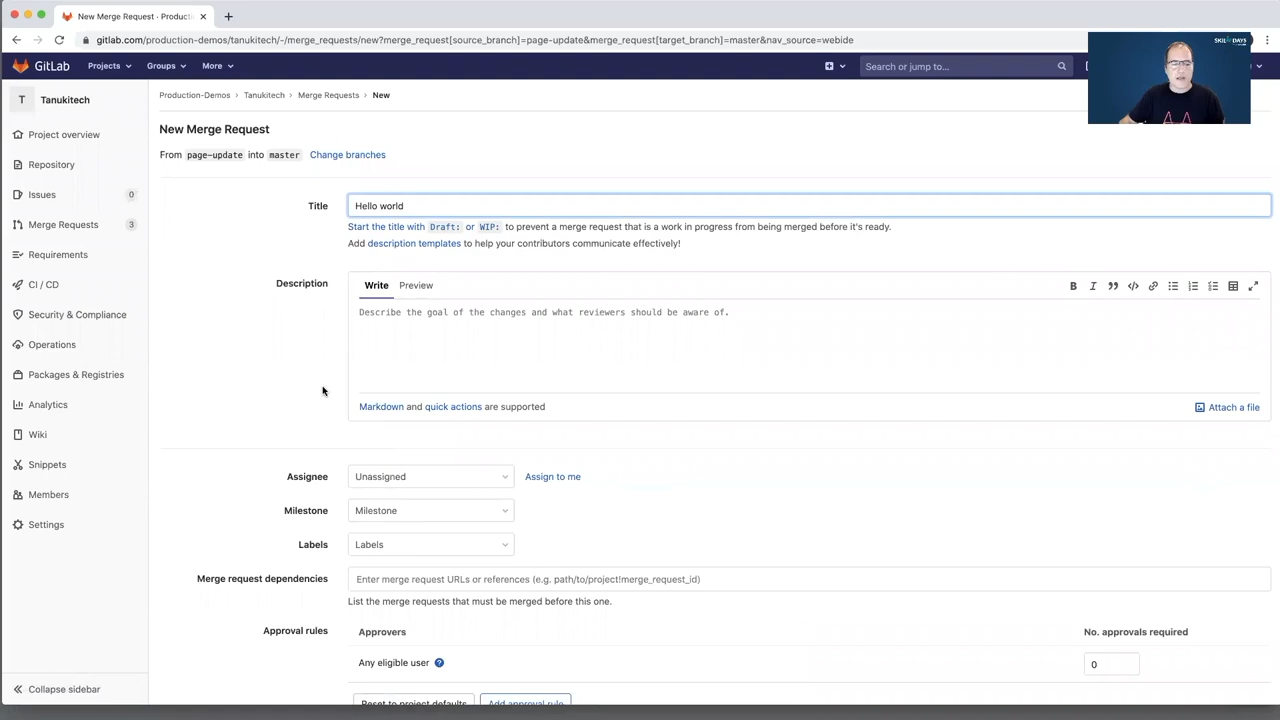 New Merge Request · Producti
gitlab.com/production-demos/tanukitech/-/merge_requests/new?merge_request[source_branch]=page-update&merge_request[target_branch]=master&nav_source=webide
GitLab Projects Groups More Search or jump to...
SKILUP DAYS
T Tanukitech
Project overview
Repository
Issues 0
Merge Requests 3
Requirements
CI / CD
Security & Compliance
Operations
Packages & Registries
Analytics
Wiki
Snippets
Members
Settings
Collapse sidebar
Production-Demos > Tanukitech > Merge Requests > New
New Merge Request
From page-update into master Change branches
Title Hello world
Start the title with Draft: or WIP: to prevent a merge request that is a work in progress from being merged before it's ready.
Add description templates to help your contributors communicate effectively!
Description Write Preview
Describe the goal of the changes and what reviewers should be aware of.
Markdown and quick actions are supported Attach a file
Assignee Unassigned Assign to me
Milestone Milestone
Labels Labels
Merge request dependencies Enter merge request URLs or references (e.g. path/to/project!merge_request_id)
List the merge requests that must be merged before this one.
Approval rules Approvers No. approvals required
Any eligible user 0
Reset to project defaults Add approval rule